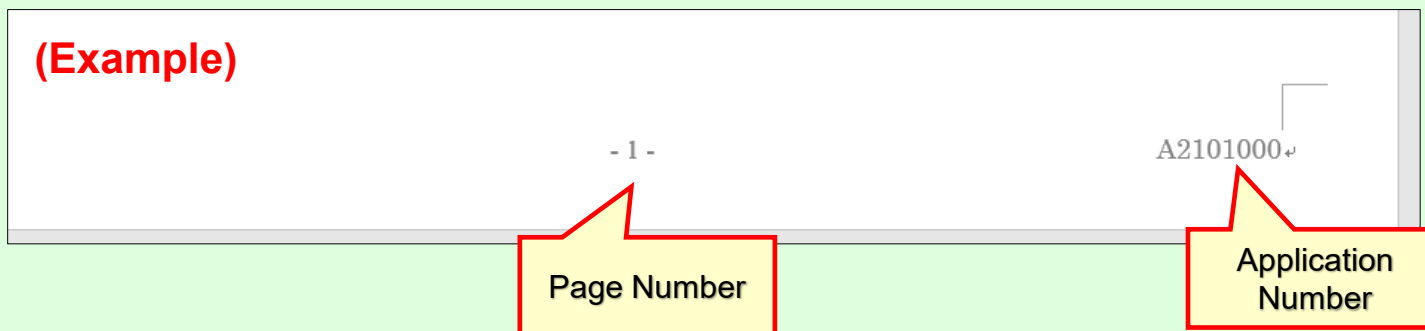 (Example)
- 1 - A2101000↵
Page Number
Application
Number